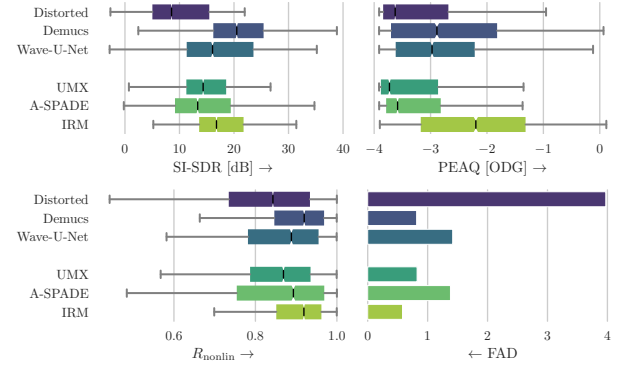 Distorted
Demucs
Wave-U-Net
UMX
A-SPADE
IRM
0 10 20 30 40
SI-SDR [dB] →
−4 −3 −2 −1 0
PEAQ [ODG] →
Distorted
Demucs
Wave-U-Net
UMX
A-SPADE
IRM
0.6 0.8 1.0
Rnonlin →
0 1 2 3 4
← FAD